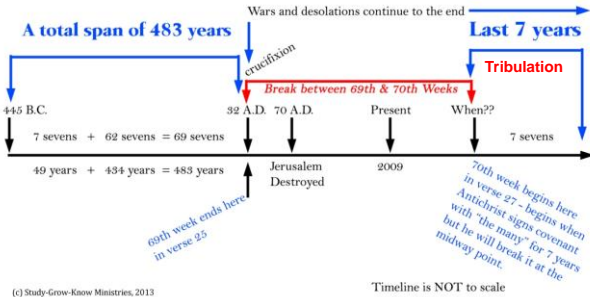 Wars and desolations continue to the end
A total span of 483 years
Last 7 years
crucifixion
Break between 69th & 70th Weeks
Tribulation
445 B.C.
32 A.D.
70 A.D.
Present
When??
7 sevens + 62 sevens = 69 sevens
7 sevens
49 years + 434 years = 483 years
Jerusalem
Destroyed
2009
69th week ends here
in verse 25
70th week begins here
in verse 27 - begins when
Antichrist signs covenant
with "the many" for 7 years
but he will break it at the
midway point.
(c) Study-Grow-Know Ministries, 2013
Timeline is NOT to scale